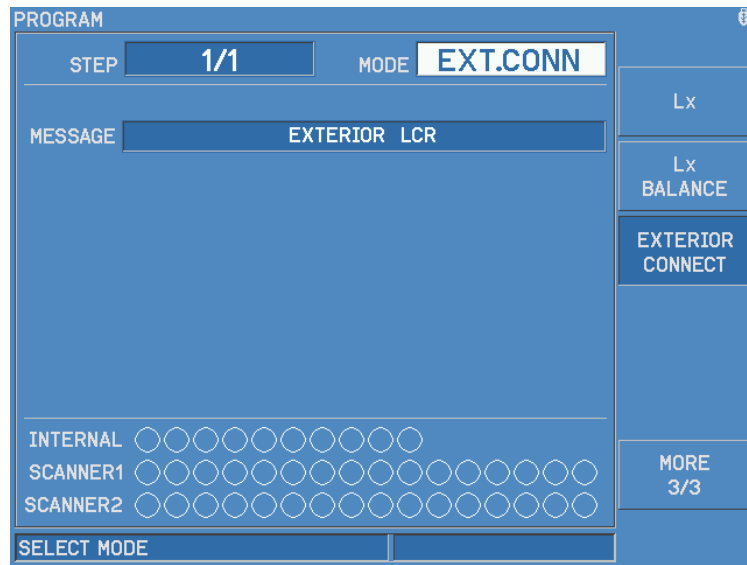 PROGRAM
STEP 1/1 MODE EXT.CONN
MESSAGE EXTERIOR LCR
INTERNAL
SCANNER1
SCANNER2
SELECT MODE
Lx
Lx
BALANCE
EXTERIOR
CONNECT
MORE
3/3